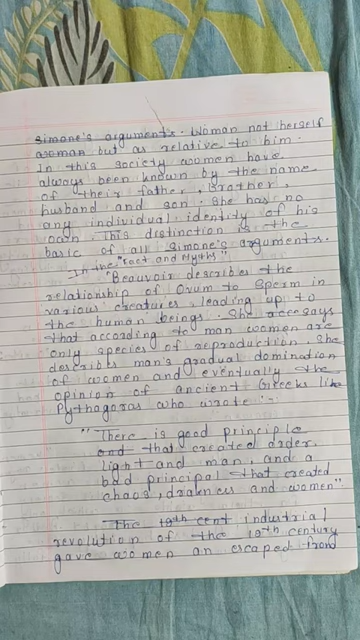 Simone's arguments. Woman not herself
woman but as relative to him.
In this society women have
always been known by the name
of their father, Brother,
husband and son. She has no
any individual identity of his
own. This distinction is the
basic of all Simone's arguments.
In the "Fact and Myths"
"Beauvoir describes the
relationship of Ovum to Sperm in
various creatures, leading up to
the human beings. She also says
that according to man women are
only species of reproduction. She
describes man's gradual domination
of women and eventually the
opinion of ancient Greeks like
Pythagoras who wrote :-
"There is good principle
and that created order,
light and man, and a
bad principal that created
chaos, drakness and women"
The 19th cent industrial
revolution of the 19th century
gave women an escaped from